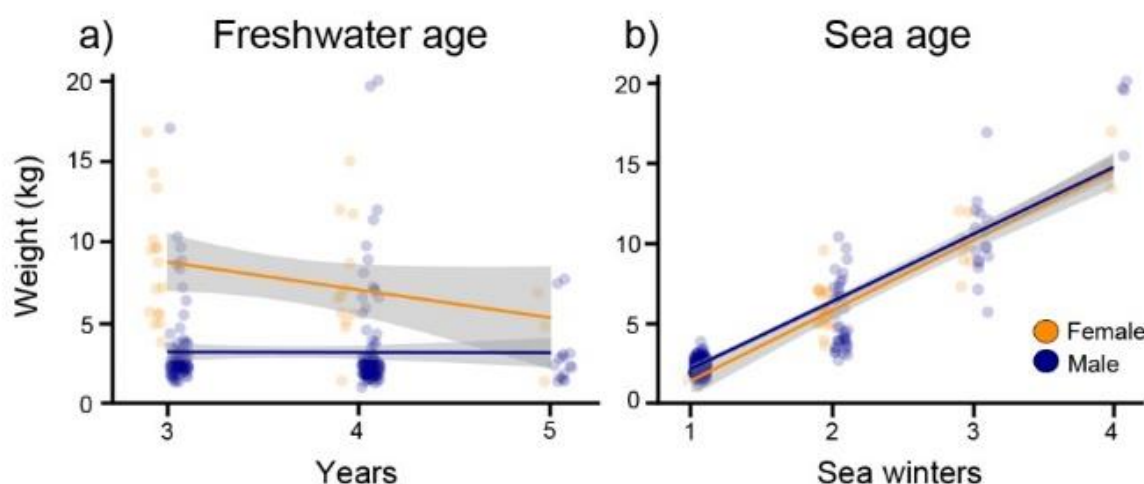 a) Freshwater age
b) Sea age
Weight (kg)
20
15
10
5
0
3 4 5
Years
20
15
10
5
0
1 2 3 4
Sea winters
Female
Male